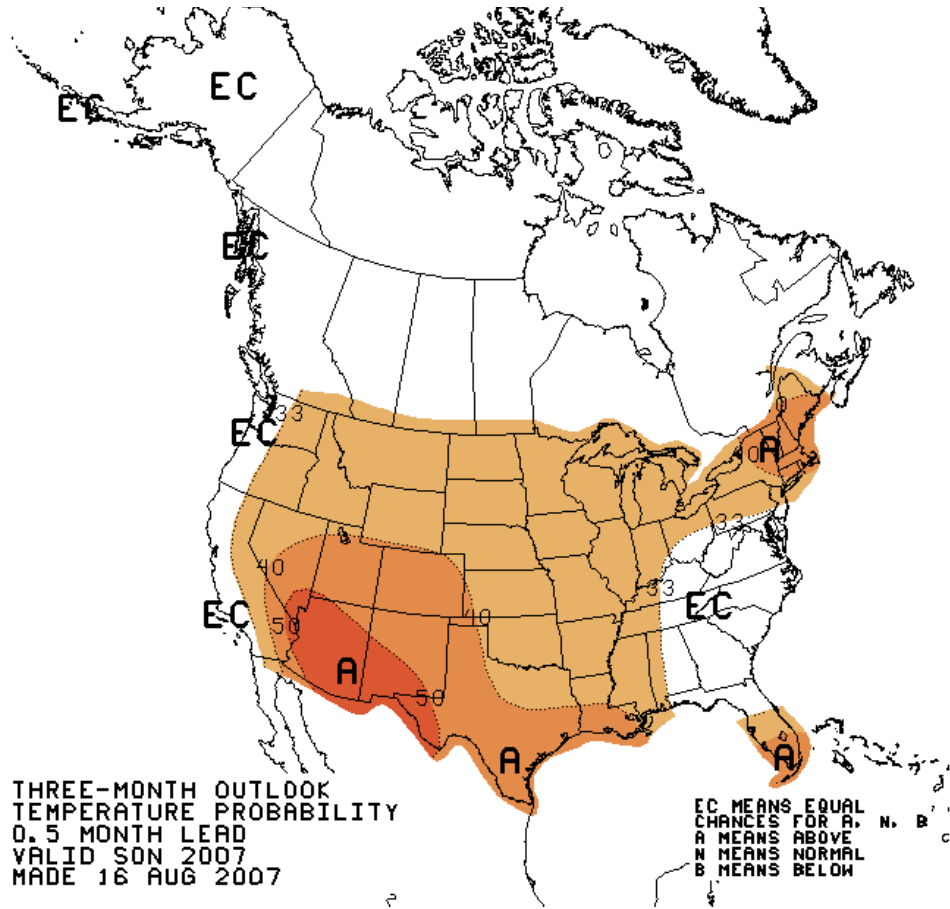 EC
EC
EC
33
EC
A
40
33
40
33
EC
EC
50
40
A
50
A
A
THREE-MONTH OUTLOOK
TEMPERATURE PROBABILITY
0.5 MONTH LEAD
VALID SON 2007
MADE 16 AUG 2007
EC MEANS EQUAL
CHANCES FOR A, N, B
A MEANS ABOVE
N MEANS NORMAL
B MEANS BELOW